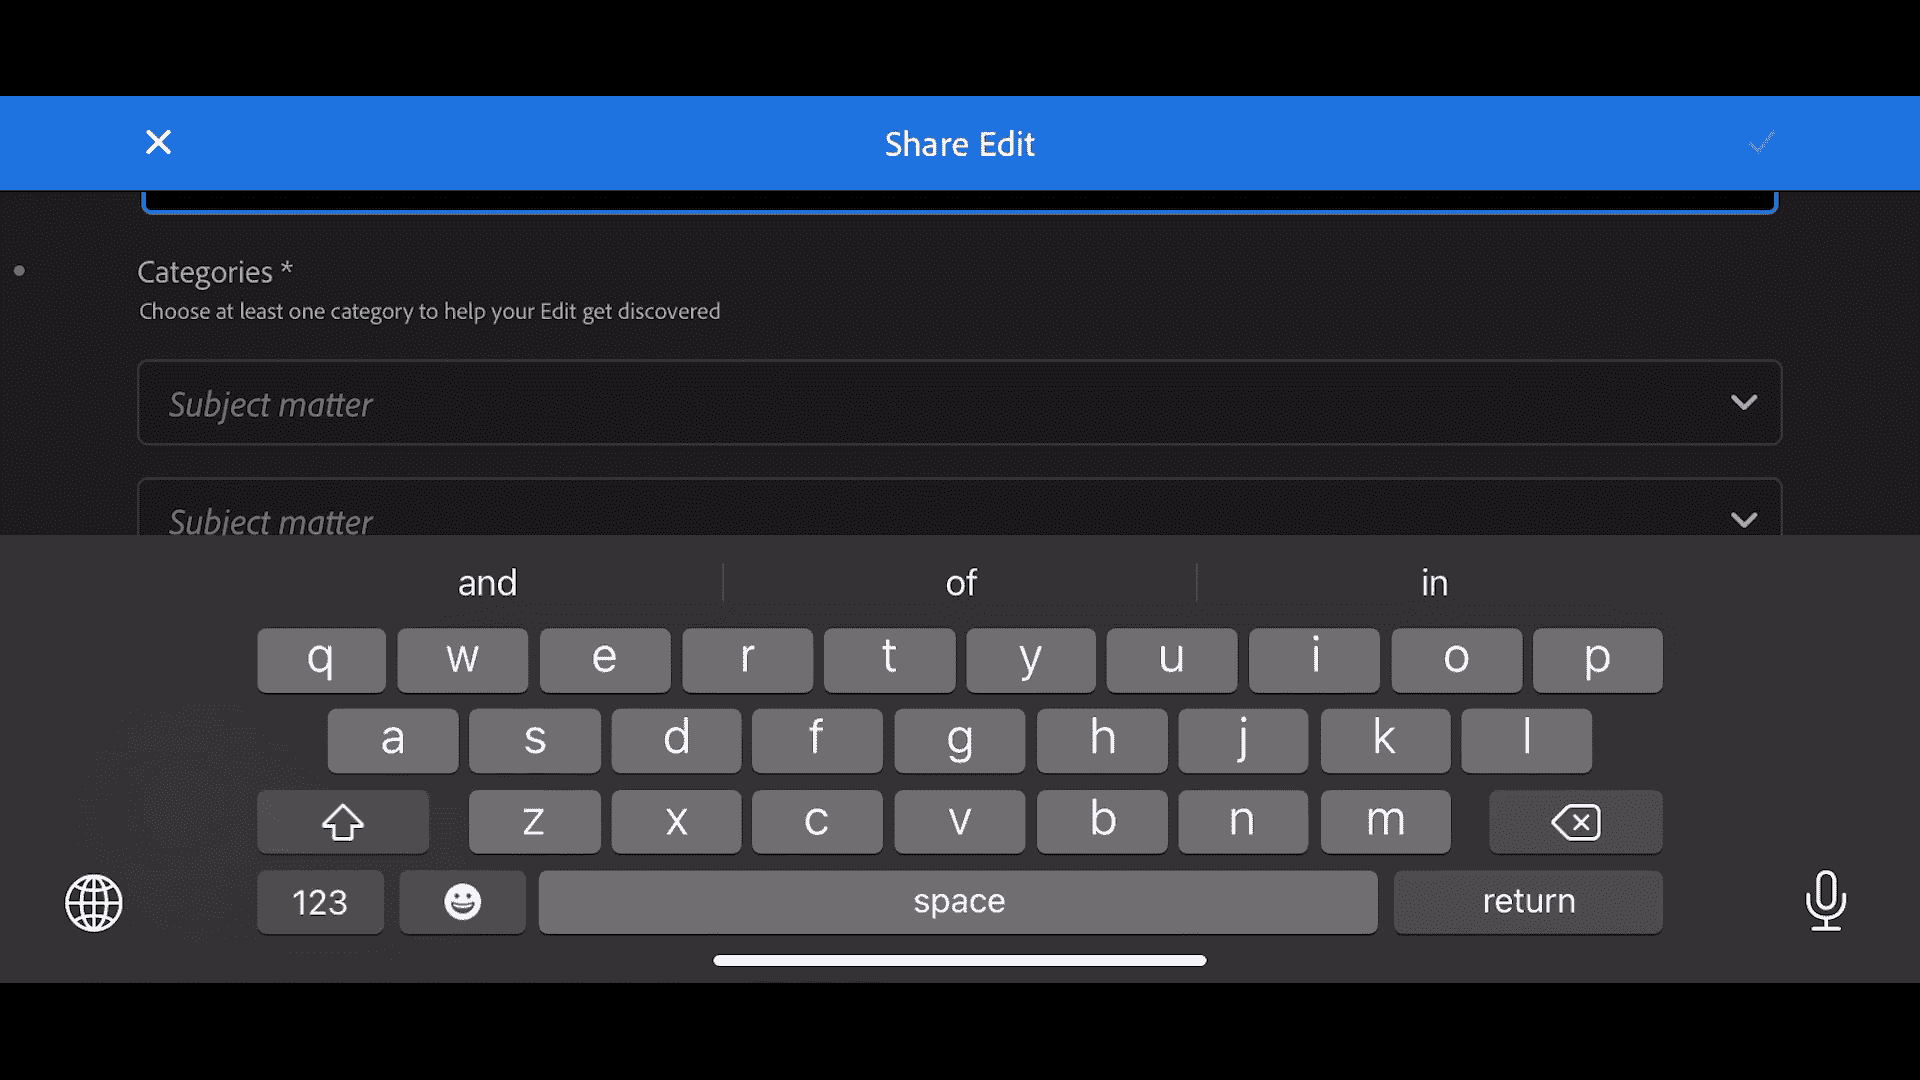 Share Edit
Categories *
Choose at least one category to help your Edit get discovered
Subject matter
Subject matter
and of in
q w e r t y u i o p
a s d f g h j k l
z x c v b n m
123 space return